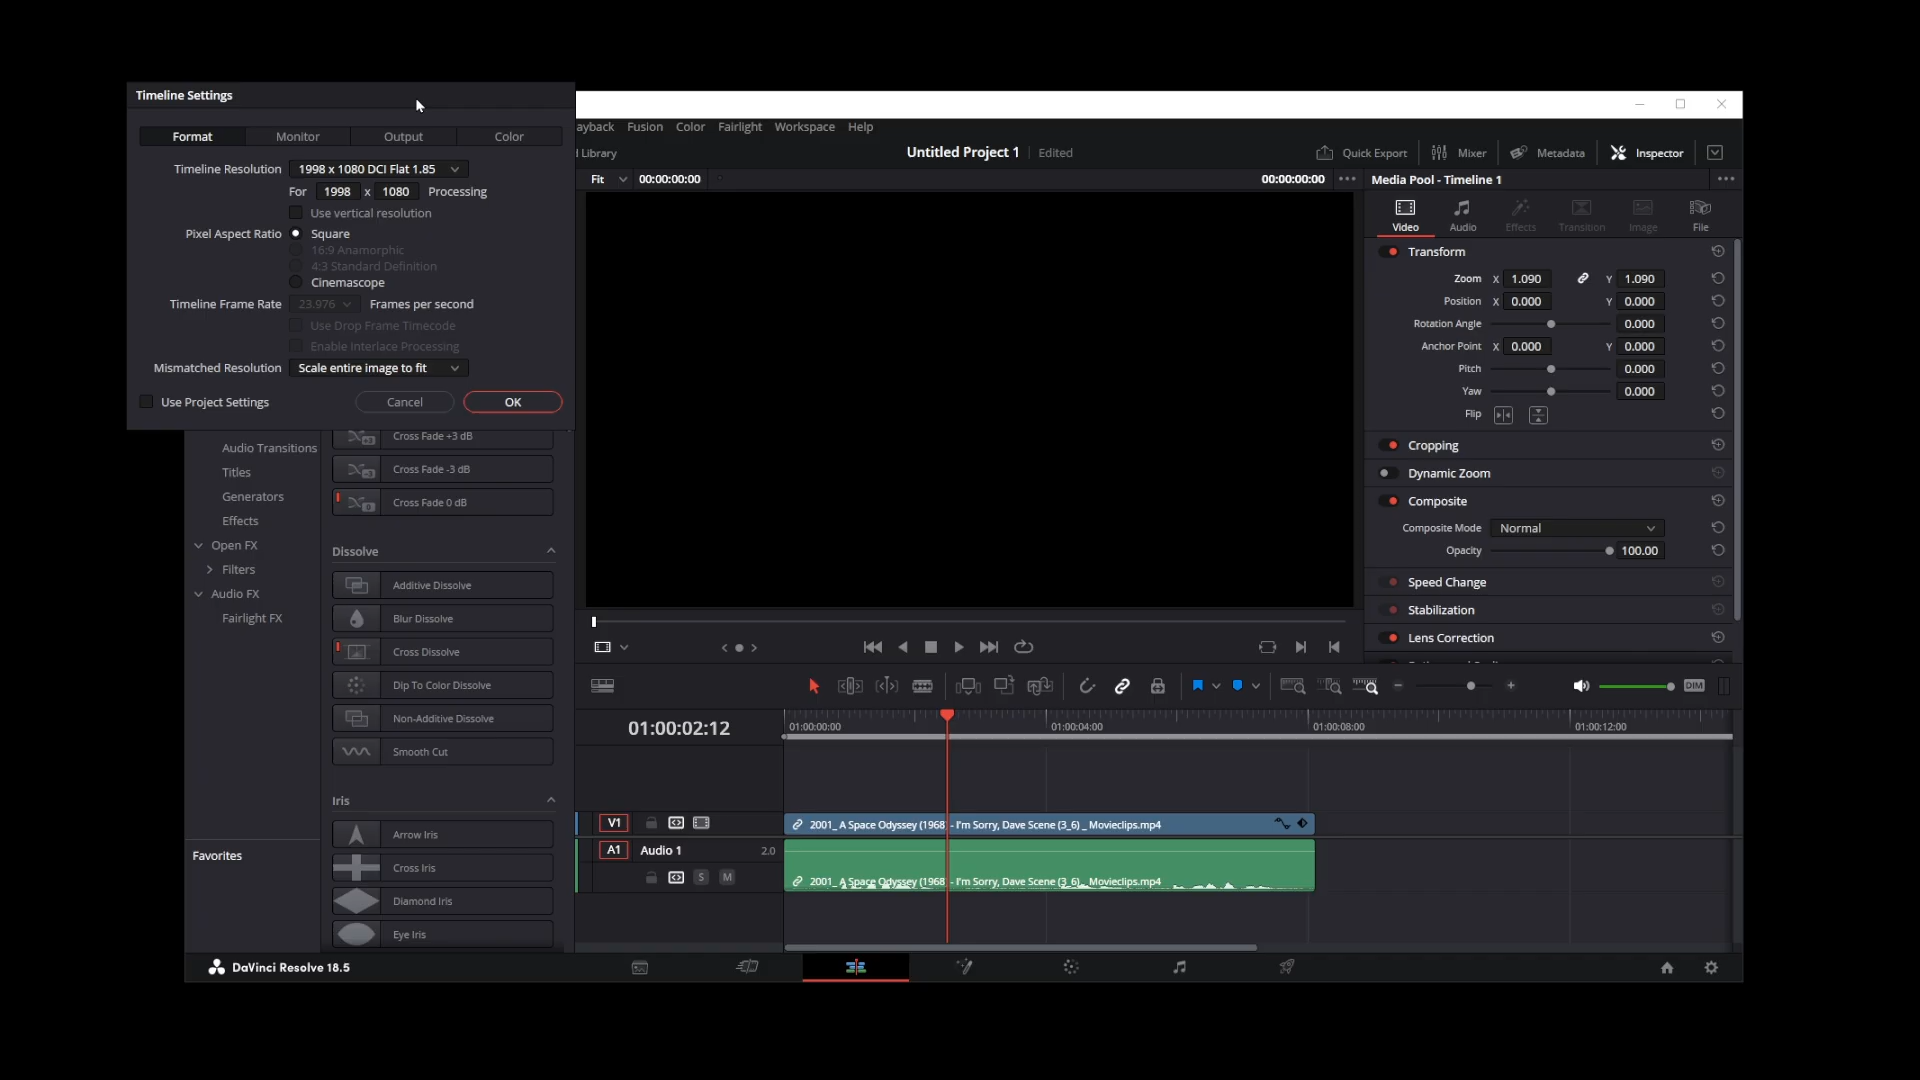 Timeline Settings
Format Monitor Output Color
Timeline Resolution 1998 x 1080 DCI Flat 1.85
For 1998 x 1080 Processing
Use vertical resolution
Pixel Aspect Ratio Square
16:9 Anamorphic
4:3 Standard Definition
Cinemascope
Timeline Frame Rate 23.976 Frames per second
Use Drop Frame Timecode
Enable Interlace Processing
Mismatched Resolution Scale entire image to fit
Use Project Settings Cancel OK
ayback Fusion Color Fairlight Workspace Help
Library Untitled Project 1 Edited Quick Export Mixer Metadata Inspector
Fit 00:00:00:00 00:00:00:00 Media Pool - Timeline 1
Video Audio Effects Transition Image File
Transform
Zoom X 1.090 Y 1.090
Position X 0.000 Y 0.000
Rotation Angle 0.000
Anchor Point X 0.000 Y 0.000
Pitch 0.000
Yaw 0.000
Flip
Cropping
Dynamic Zoom
Composite
Composite Mode Normal
Opacity 100.00
Speed Change
Stabilization
Lens Correction
Audio Transitions
Titles
Generators
Effects
Open FX
Filters
Audio FX
Fairlight FX
Favorites
Cross Fade +3 dB
Cross Fade -3 dB
Cross Fade 0 dB
Dissolve
Additive Dissolve
Blur Dissolve
Cross Dissolve
Dip To Color Dissolve
Non-Additive Dissolve
Smooth Cut
Iris
Arrow Iris
Cross Iris
Diamond Iris
Eye Iris
DIM
01:00:02:12 01:00:00:00 01:00:04:00 01:00:08:00 01:00:12:00
V1 2001_ A Space Odyssey (1968) - I'm Sorry, Dave Scene (3_6) _ Movieclips.mp4
A1 Audio 1 2.0
S M 2001_ A Space Odyssey (1968) - I'm Sorry, Dave Scene (3_6) _ Movieclips.mp4
DaVinci Resolve 18.5